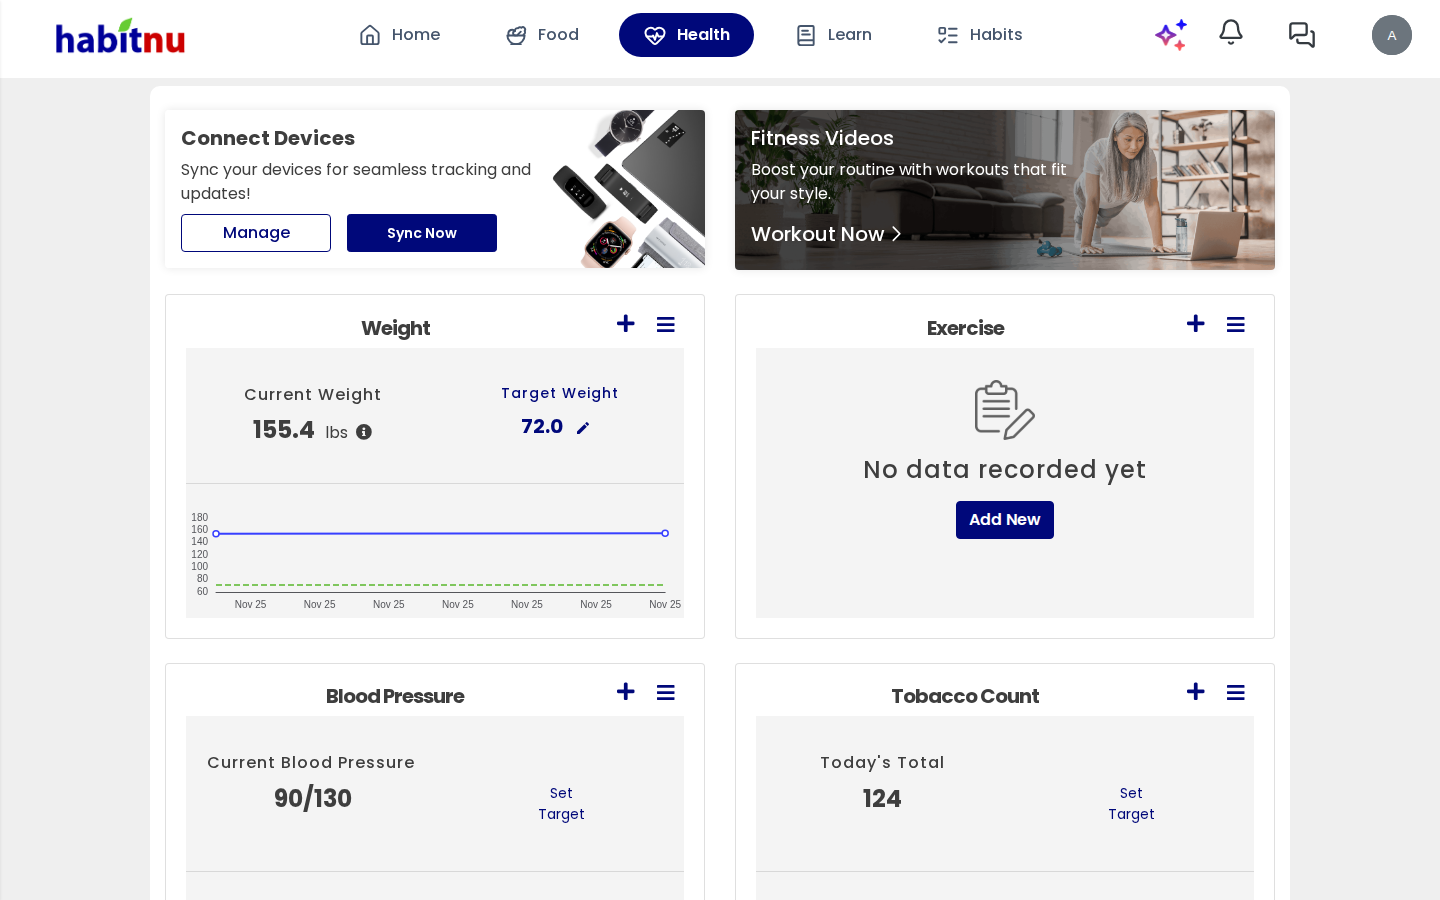 habitnu
Home
Food
Health
Learn
Habits
A
Connect Devices
Sync your devices for seamless tracking and
updates!
Manage
Sync Now
Fitness Videos
Boost your routine with workouts that fit
your style.
Workout Now
Weight
Current Weight
155.4 lbs
Target Weight
72.0
180
160
140
120
100
80
60
Nov 25 Nov 25 Nov 25 Nov 25 Nov 25 Nov 25 Nov 25
Exercise
No data recorded yet
Add New
Blood Pressure
Current Blood Pressure
90/130
Set
Target
Tobacco Count
Today's Total
124
Set
Target